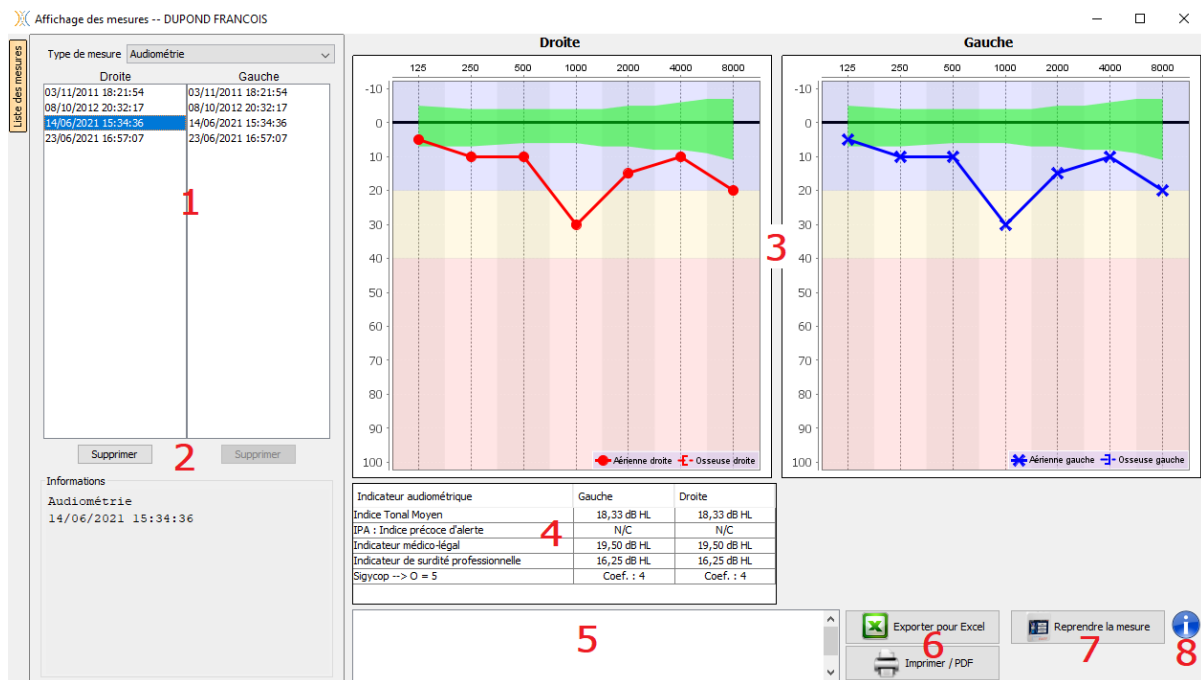 Affichage des mesures -- DUPOND FRANCOIS
Liste des mesures
Type de mesure Audiométrie
Droite Gauche
03/11/2011 18:21:54 03/11/2011 18:21:54
08/10/2012 20:32:17 08/10/2012 20:32:17
14/06/2021 15:34:36 14/06/2021 15:34:36
23/06/2021 16:57:07 23/06/2021 16:57:07
1
Supprimer 2 Supprimer
Informations
Audiométrie
14/06/2021 15:34:36
Droite
125 250 500 1000 2000 4000 8000
-10
0
10
20
30
40
50
60
70
80
90
100
Aérienne droite Osseuse droite
3
Gauche
125 250 500 1000 2000 4000 8000
-10
0
10
20
30
40
50
60
70
80
90
100
Aérienne gauche Osseuse gauche
Indicateur audiométrique Gauche Droite
Indice Tonal Moyen 18,33 dB HL 18,33 dB HL
IPA : Indice précoce d'alerte N/C N/C
Indicateur médico-légal 19,50 dB HL 19,50 dB HL
Indicateur de surdité professionnelle 16,25 dB HL 16,25 dB HL
Sigycop --> O = 5 Coef. : 4 Coef. : 4
4
5
Exporter pour Excel
6
Imprimer / PDF
Reprendre la mesure
7
8